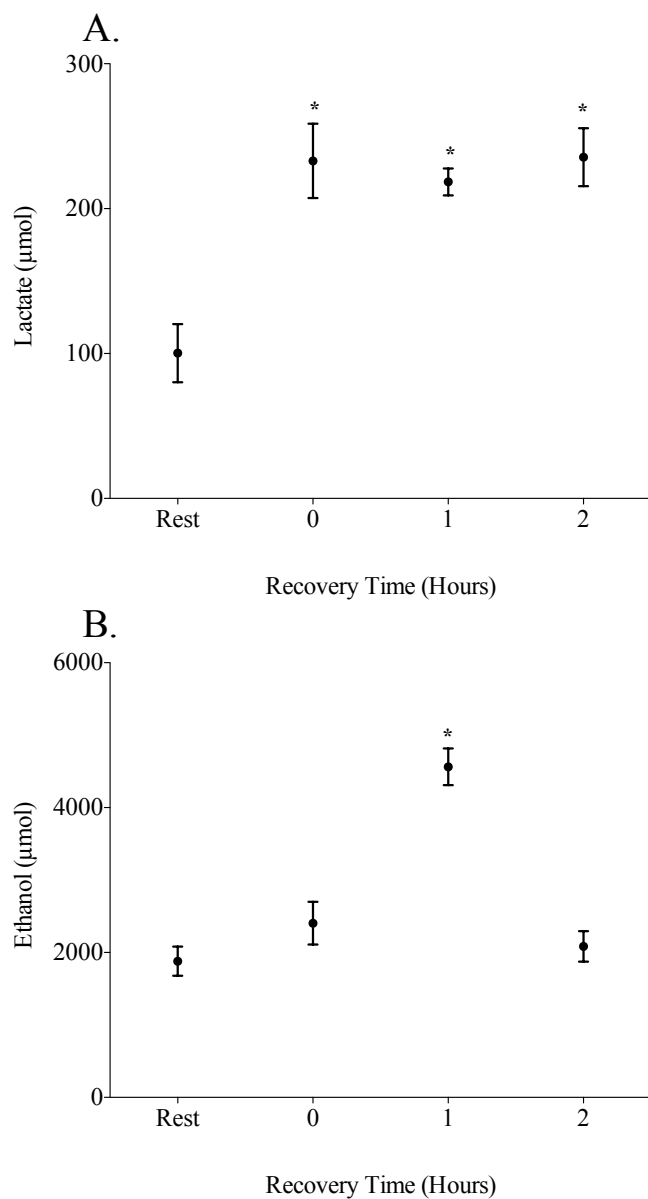 A.
300
200
100
0
Lactate (µmol)
*
*
*
Rest 0 1 2
Recovery Time (Hours)
B.
6000
4000
2000
0
Ethanol (µmol)
*
Rest 0 1 2
Recovery Time (Hours)